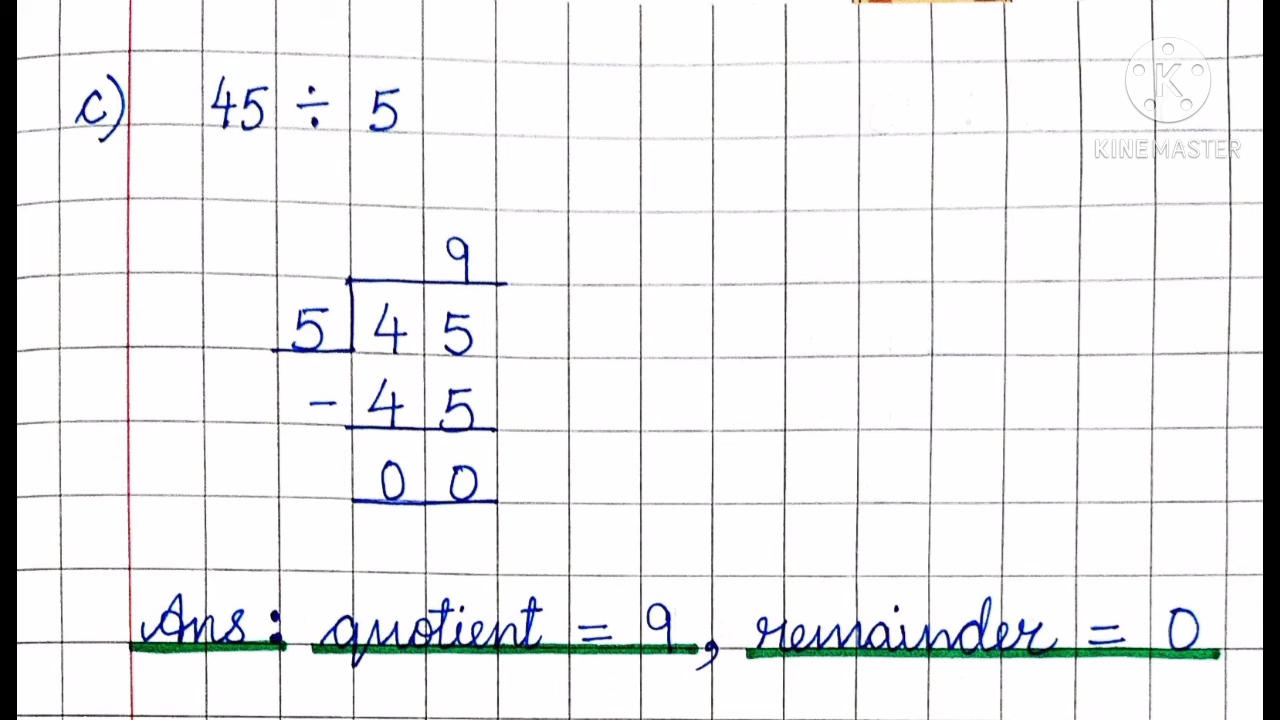 c) 45 ÷ 5
K
KINEMASTER
9
5 4 5
- 4 5
0 0
Ans: quotient = 9, remainder = 0